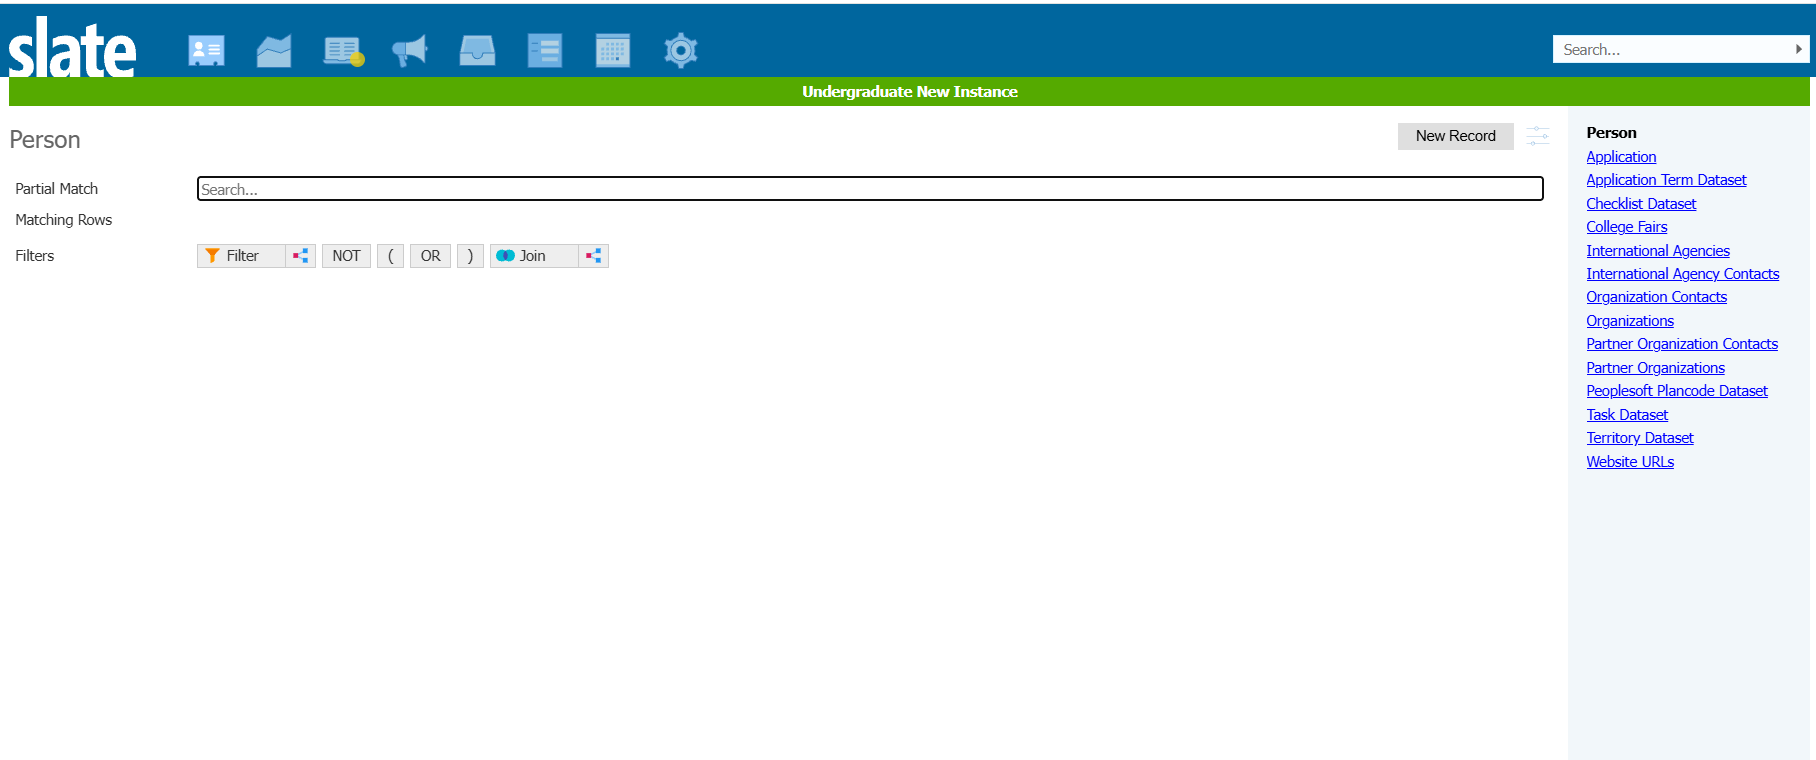 slate
Search...
Undergraduate New Instance
Person
New Record
Partial Match
Search...
Matching Rows
Filters
Filter
NOT
(
OR
)
Join
Person
Application
Application Term Dataset
Checklist Dataset
College Fairs
International Agencies
International Agency Contacts
Organization Contacts
Organizations
Partner Organization Contacts
Partner Organizations
Peoplesoft Plancode Dataset
Task Dataset
Territory Dataset
Website URLs